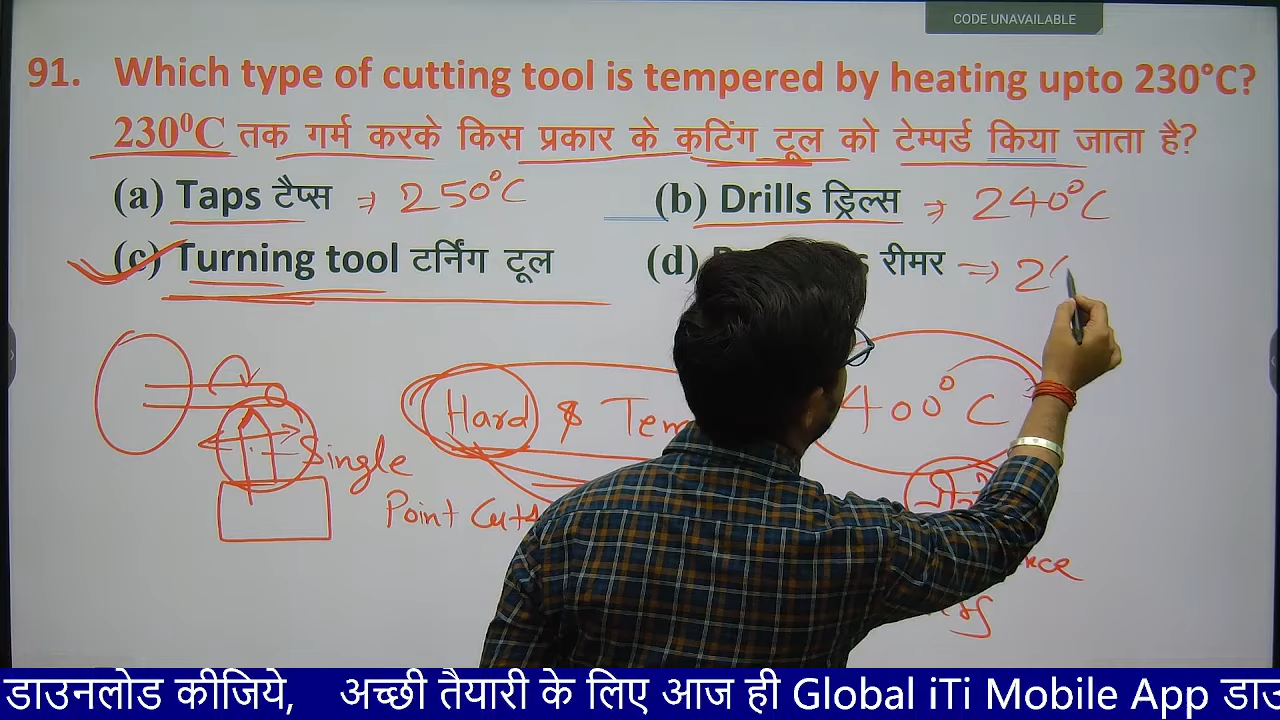 CODE UNAVAILABLE
91. Which type of cutting tool is tempered by heating upto 230°C?
230⁰C तक गर्म करके किस प्रकार के कटिंग टूल को टेम्पर्ड किया जाता है?
(a) Taps टैप्स ⇒ 250°C (b) Drills ड्रिल्स ⇒ 240°C
(c) Turning tool टर्निंग टूल (d) रीमर ⇒
Hard & 400°C
Single
Point
डाउनलोड कीजिये, अच्छी तैयारी के लिए आज ही Global iTi Mobile App